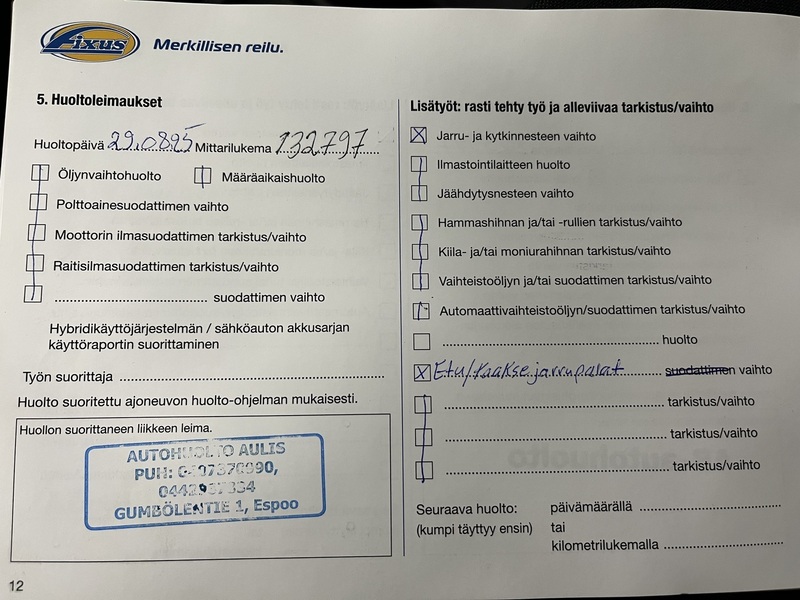 Fixus Merkillisen reilu.
5. Huoltoleimaukset
Huoltopäivä 29.08.25 Mittarilukema 132797
Öljynvaihtohuolto Määräaikaishuolto
Polttoainesuodattimen vaihto
Moottorin ilmasuodattimen tarkistus/vaihto
Raitisilmasuodattimen tarkistus/vaihto
suodattimen vaihto
Hybridikäyttöjärjestelmän / sähköauton akkusarjan
käyttöraportin suorittaminen
Työn suorittaja
Huolto suoritettu ajoneuvon huolto-ohjelman mukaisesti.
Huollon suorittaneen liikkeen leima.
AUTOHUOLTO AULIS
PUH:
GUMBÖLENTIE 1, Espoo
12
Lisätyöt: rasti tehty työ ja alleviivaa tarkistus/vaihto
X Jarru- ja kytkinnesteen vaihto
Ilmastointilaitteen huolto
Jäähdytysnesteen vaihto
Hammashihnan ja/tai -rullien tarkistus/vaihto
Kiila- ja/tai moniurahihnan tarkistus/vaihto
Vaihteistoöljyn ja/tai suodattimen tarkistus/vaihto
Automaattivaihteistoöljyn/suodattimen tarkistus/vaihto
huolto
X Etu/taakse jarrupalat suodattimen vaihto
tarkistus/vaihto
tarkistus/vaihto
tarkistus/vaihto
Seuraava huolto: päivämäärällä
(kumpi täyttyy ensin) tai
kilometrilukemalla